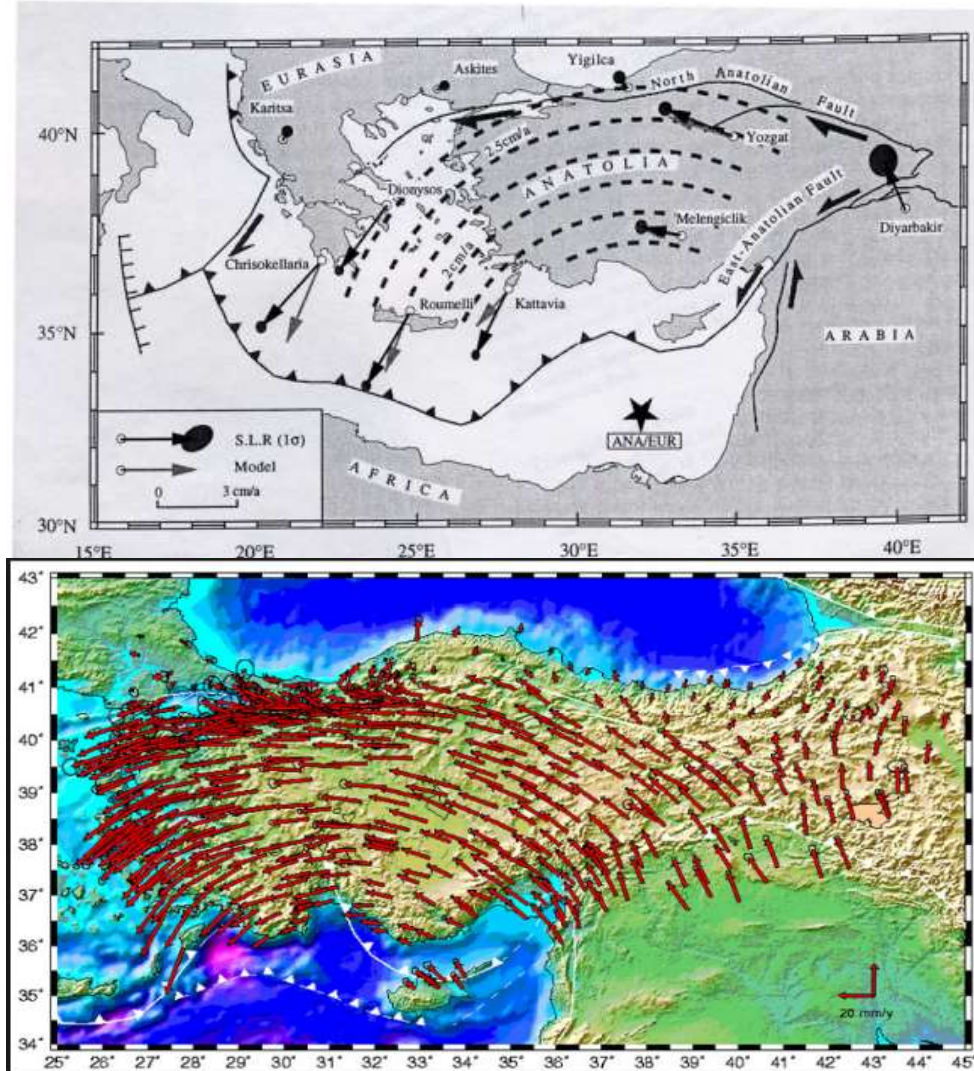 EURASIA
Askites
Yigilca
North Anatolian Fault
Karitsa
40°N
2.5cm/a
Yozgat
ANATOLIA
Dionysos
Melengiclik
East-Anatolian Fault
Diyarbakir
Chrisokellaria
2cm/a
Roumelli
Kattavia
35°N
ARABIA
S.L.R (1σ)
ANA/EUR
Model
0 3 cm/a
AFRICA
30°N
15°E 20°E 25°E 30°E 35°E 40°E
43°
42°
41°
40°
39°
38°
37°
36°
35°
20 mm/y
34°
25° 26° 27° 28° 29° 30° 31° 32° 33° 34° 35° 36° 37° 38° 39° 40° 41° 42° 43° 44° 45°